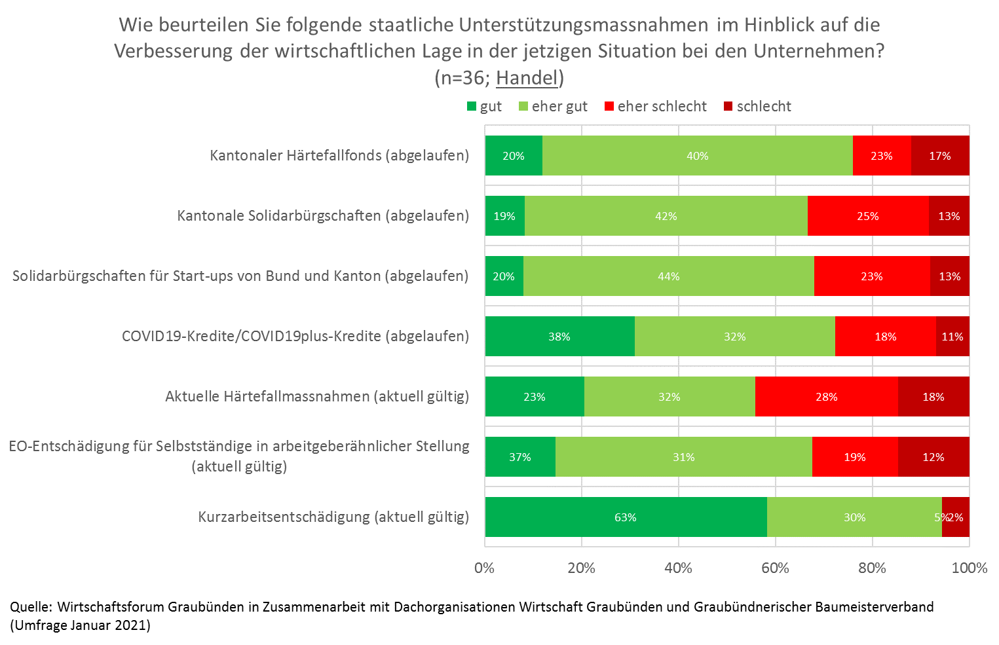 Wie beurteilen Sie folgende staatliche Unterstützungsmassnahmen im Hinblick auf die
Verbesserung der wirtschaftlichen Lage in der jetzigen Situation bei den Unternehmen?
(n=36; Handel)
gut eher gut eher schlecht schlecht
Kantonaler Härtefallfonds (abgelaufen) 20% 40% 23% 17%
Kantonale Solidarbürgschaften (abgelaufen) 19% 42% 25% 13%
Solidarbürgschaften für Start-ups von Bund und Kanton (abgelaufen) 20% 44% 23% 13%
COVID19-Kredite/COVID19plus-Kredite (abgelaufen) 38% 32% 18% 11%
Aktuelle Härtefallmassnahmen (aktuell gültig) 23% 32% 28% 18%
EO-Entschädigung für Selbstständige in arbeitgeberähnlicher Stellung
(aktuell gültig) 37% 31% 19% 12%
Kurzarbeitsentschädigung (aktuell gültig) 63% 30% 5% 2%
0% 20% 40% 60% 80% 100%
Quelle: Wirtschaftsforum Graubünden in Zusammenarbeit mit Dachorganisationen Wirtschaft Graubünden und Graubündnerischer Baumeisterverband
(Umfrage Januar 2021)